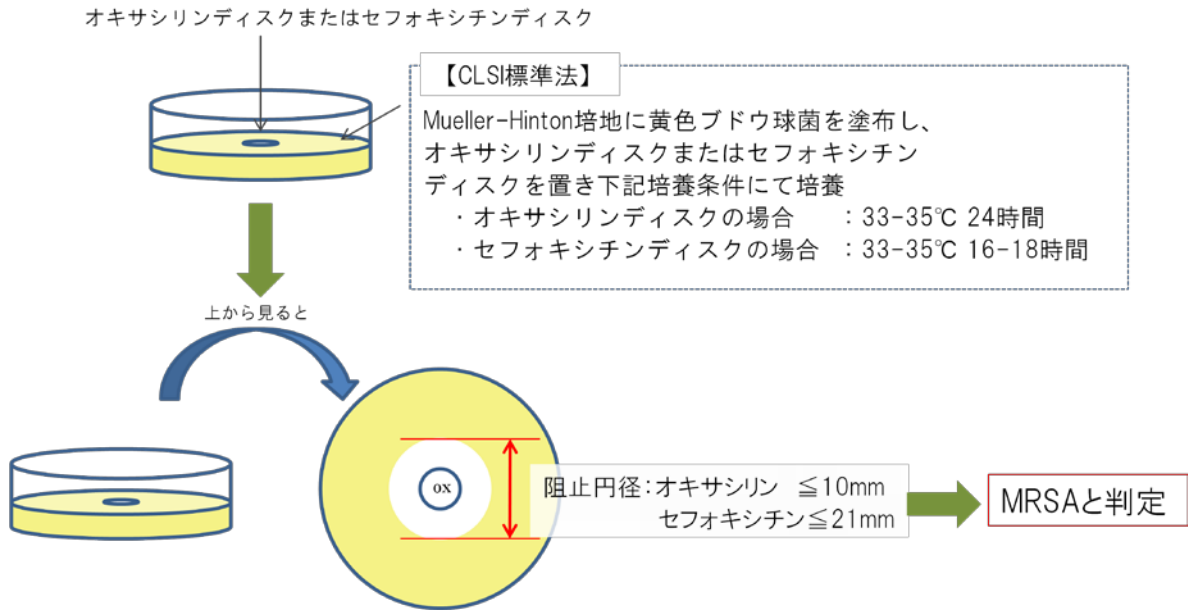 オキサシリンディスクまたはセフォキシチンディスク
【CLSI標準法】
Mueller-Hinton培地に黄色ブドウ球菌を塗布し、
オキサシリンディスクまたはセフォキシチン
ディスクを置き下記培養条件にて培養
・オキサシリンディスクの場合　：33-35℃ 24時間
・セフォキシチンディスクの場合：33-35℃ 16-18時間
上から見ると
OX
阻止円径：オキサシリン ≦10mm
セフォキシチン≦21mm
MRSAと判定